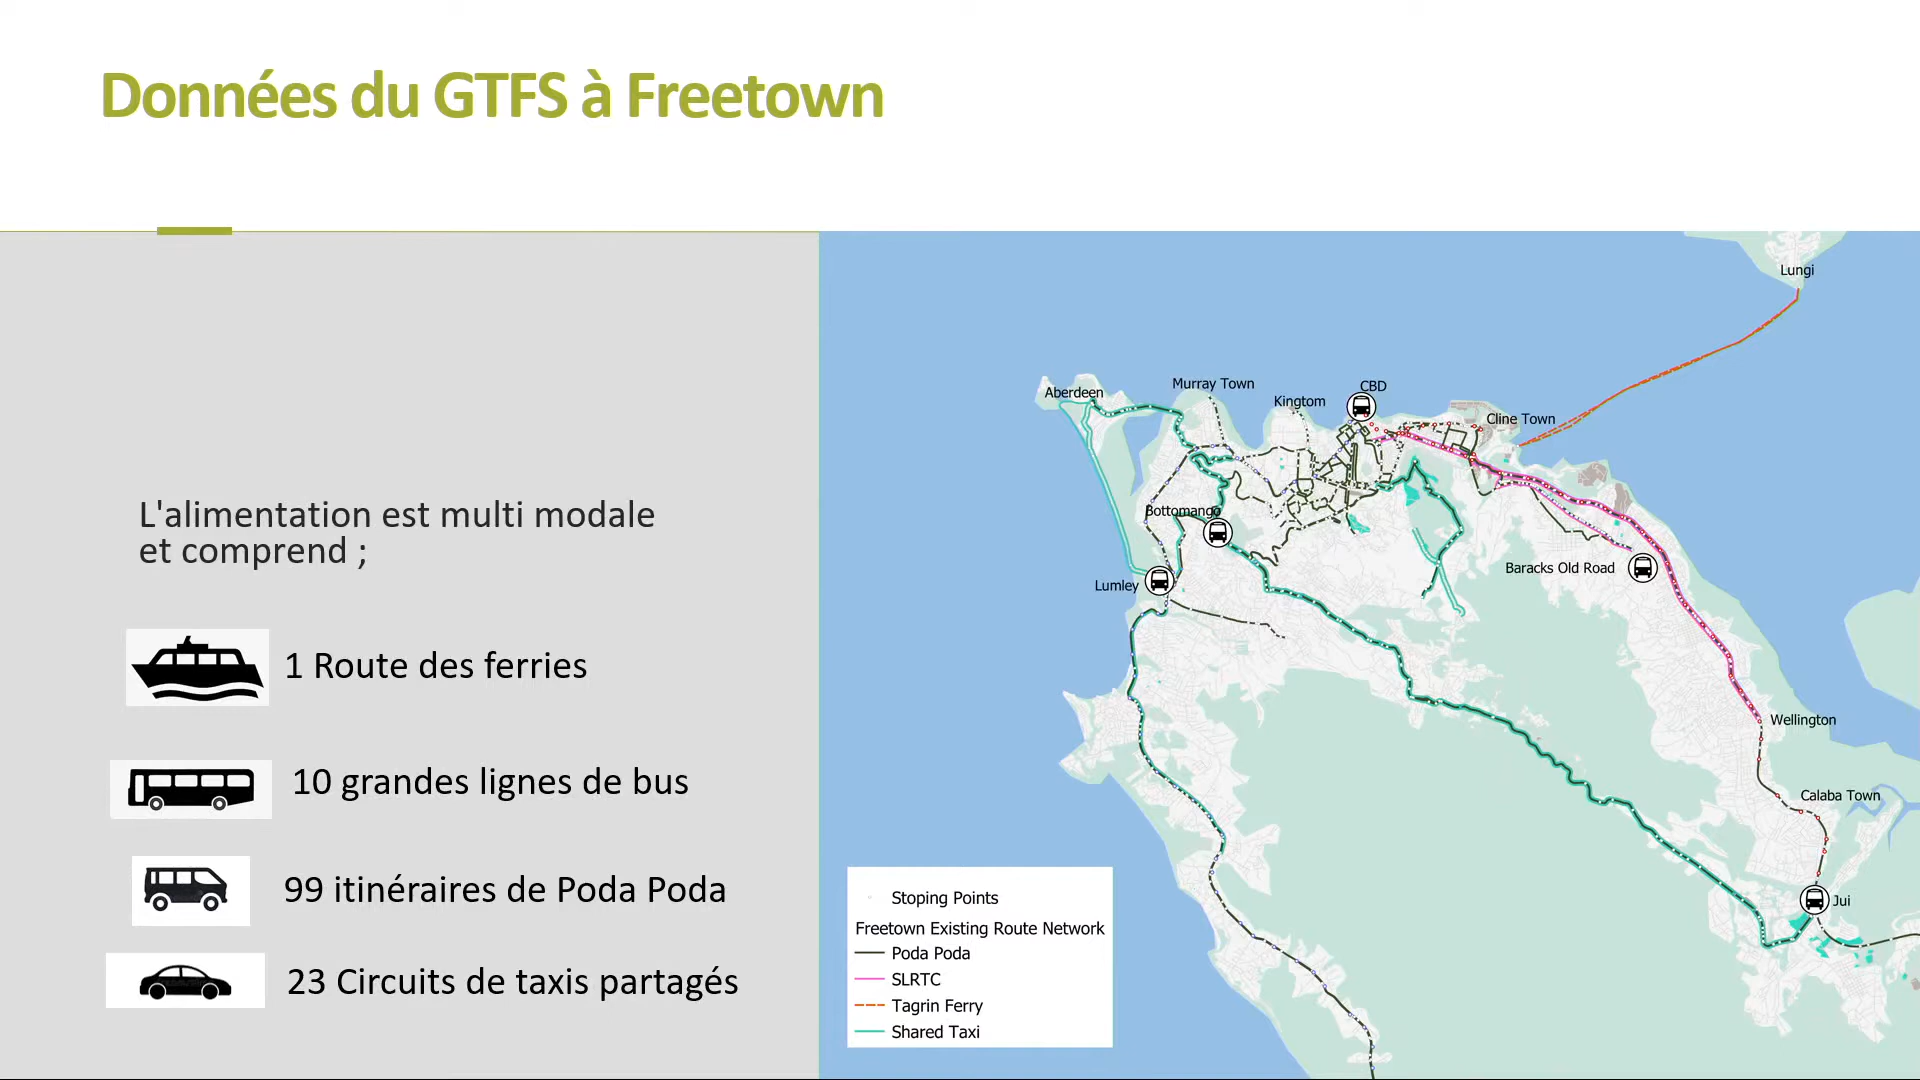 Données du GTFS à Freetown
L'alimentation est multi modale
et comprend ;
1 Route des ferries
10 grandes lignes de bus
99 itinéraires de Poda Poda
23 Circuits de taxis partagés
Lungi
Aberdeen
Murray Town
Kingtom
CBD
Cline Town
Bottomango
Baracks Old Road
Lumley
Wellington
Calaba Town
Jui
Stoping Points
Freetown Existing Route Network
Poda Poda
SLRTC
Tagrin Ferry
Shared Taxi